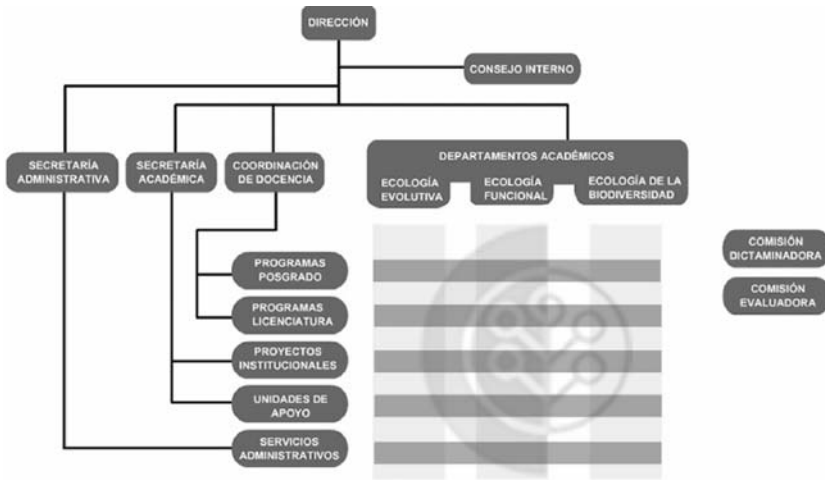 DIRECCIÓN
CONSEJO INTERNO
SECRETARÍA
ADMINISTRATIVA
SECRETARÍA
ACADÉMICA
COORDINACIÓN
DE DOCENCIA
DEPARTAMENTOS ACADÉMICOS
ECOLOGÍA
EVOLUTIVA
ECOLOGÍA
FUNCIONAL
ECOLOGÍA DE LA
BIODIVERSIDAD
COMISIÓN
DICTAMINADORA
COMISIÓN
EVALUADORA
PROGRAMAS
POSGRADO
PROGRAMAS
LICENCIATURA
PROYECTOS
INSTITUCIONALES
UNIDADES DE
APOYO
SERVICIOS
ADMINISTRATIVOS